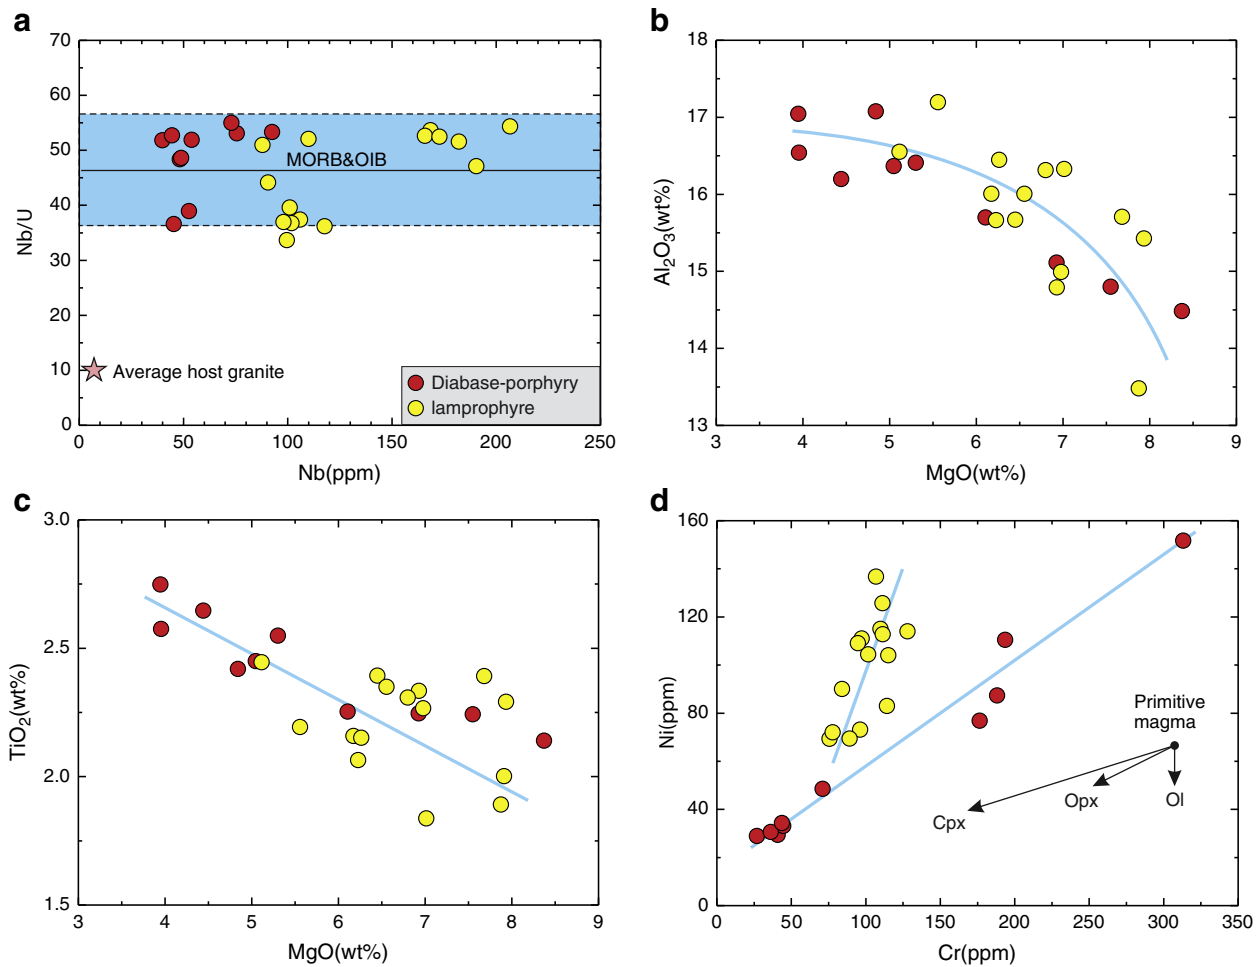 a
70
60
50
40
30
20
10
0
Nb/U
MORB&OIB
Average host granite
Diabase-porphyry
lamprophyre
0
50
100
150
200
250
Nb(ppm)
b
18
17
16
15
14
13
Al₂O₃(wt%)
3
4
5
6
7
8
9
MgO(wt%)
c
3.0
2.5
2.0
1.5
TiO₂(wt%)
3
4
5
6
7
8
9
MgO(wt%)
d
160
120
80
40
0
Ni(ppm)
Primitive
magma
Cpx
Opx
Ol
0
50
100
150
200
250
300
350
Cr(ppm)